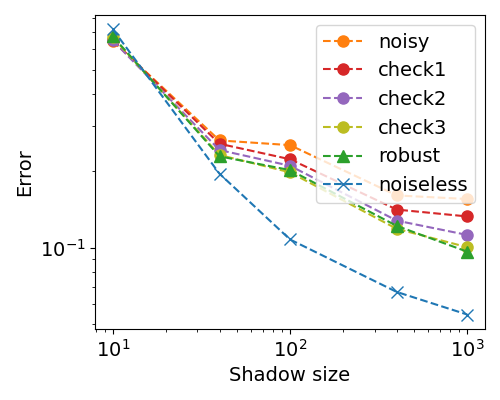 noisy
check1
check2
check3
robust
noiseless
Error
10⁻¹
10¹
10²
10³
Shadow size